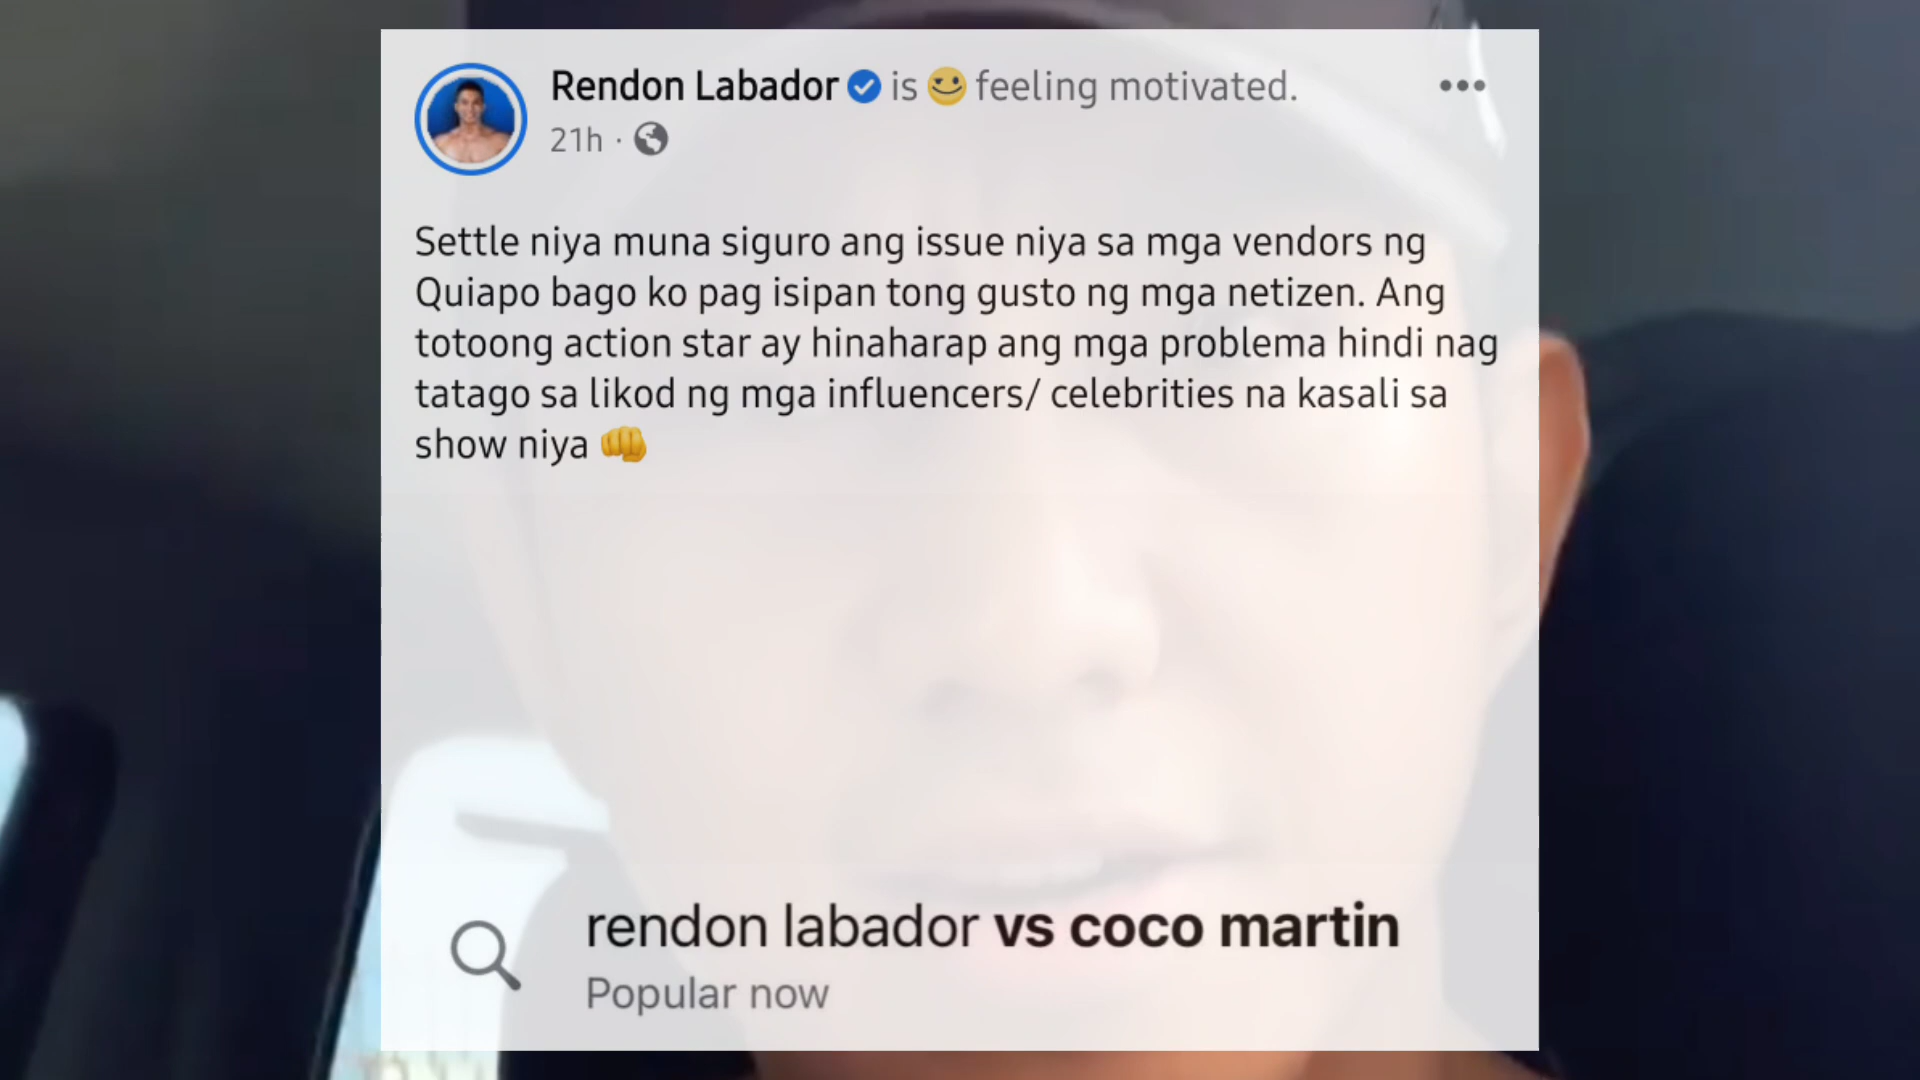 Rendon Labador is feeling motivated.
21h ·
Settle niya muna siguro ang issue niya sa mga vendors ng
Quiapo bago ko pag isipan tong gusto ng mga netizen. Ang
totoong action star ay hinaharap ang mga problema hindi nag
tatago sa likod ng mga influencers/ celebrities na kasali sa
show niya 👊
rendon labador vs coco martin
Popular now